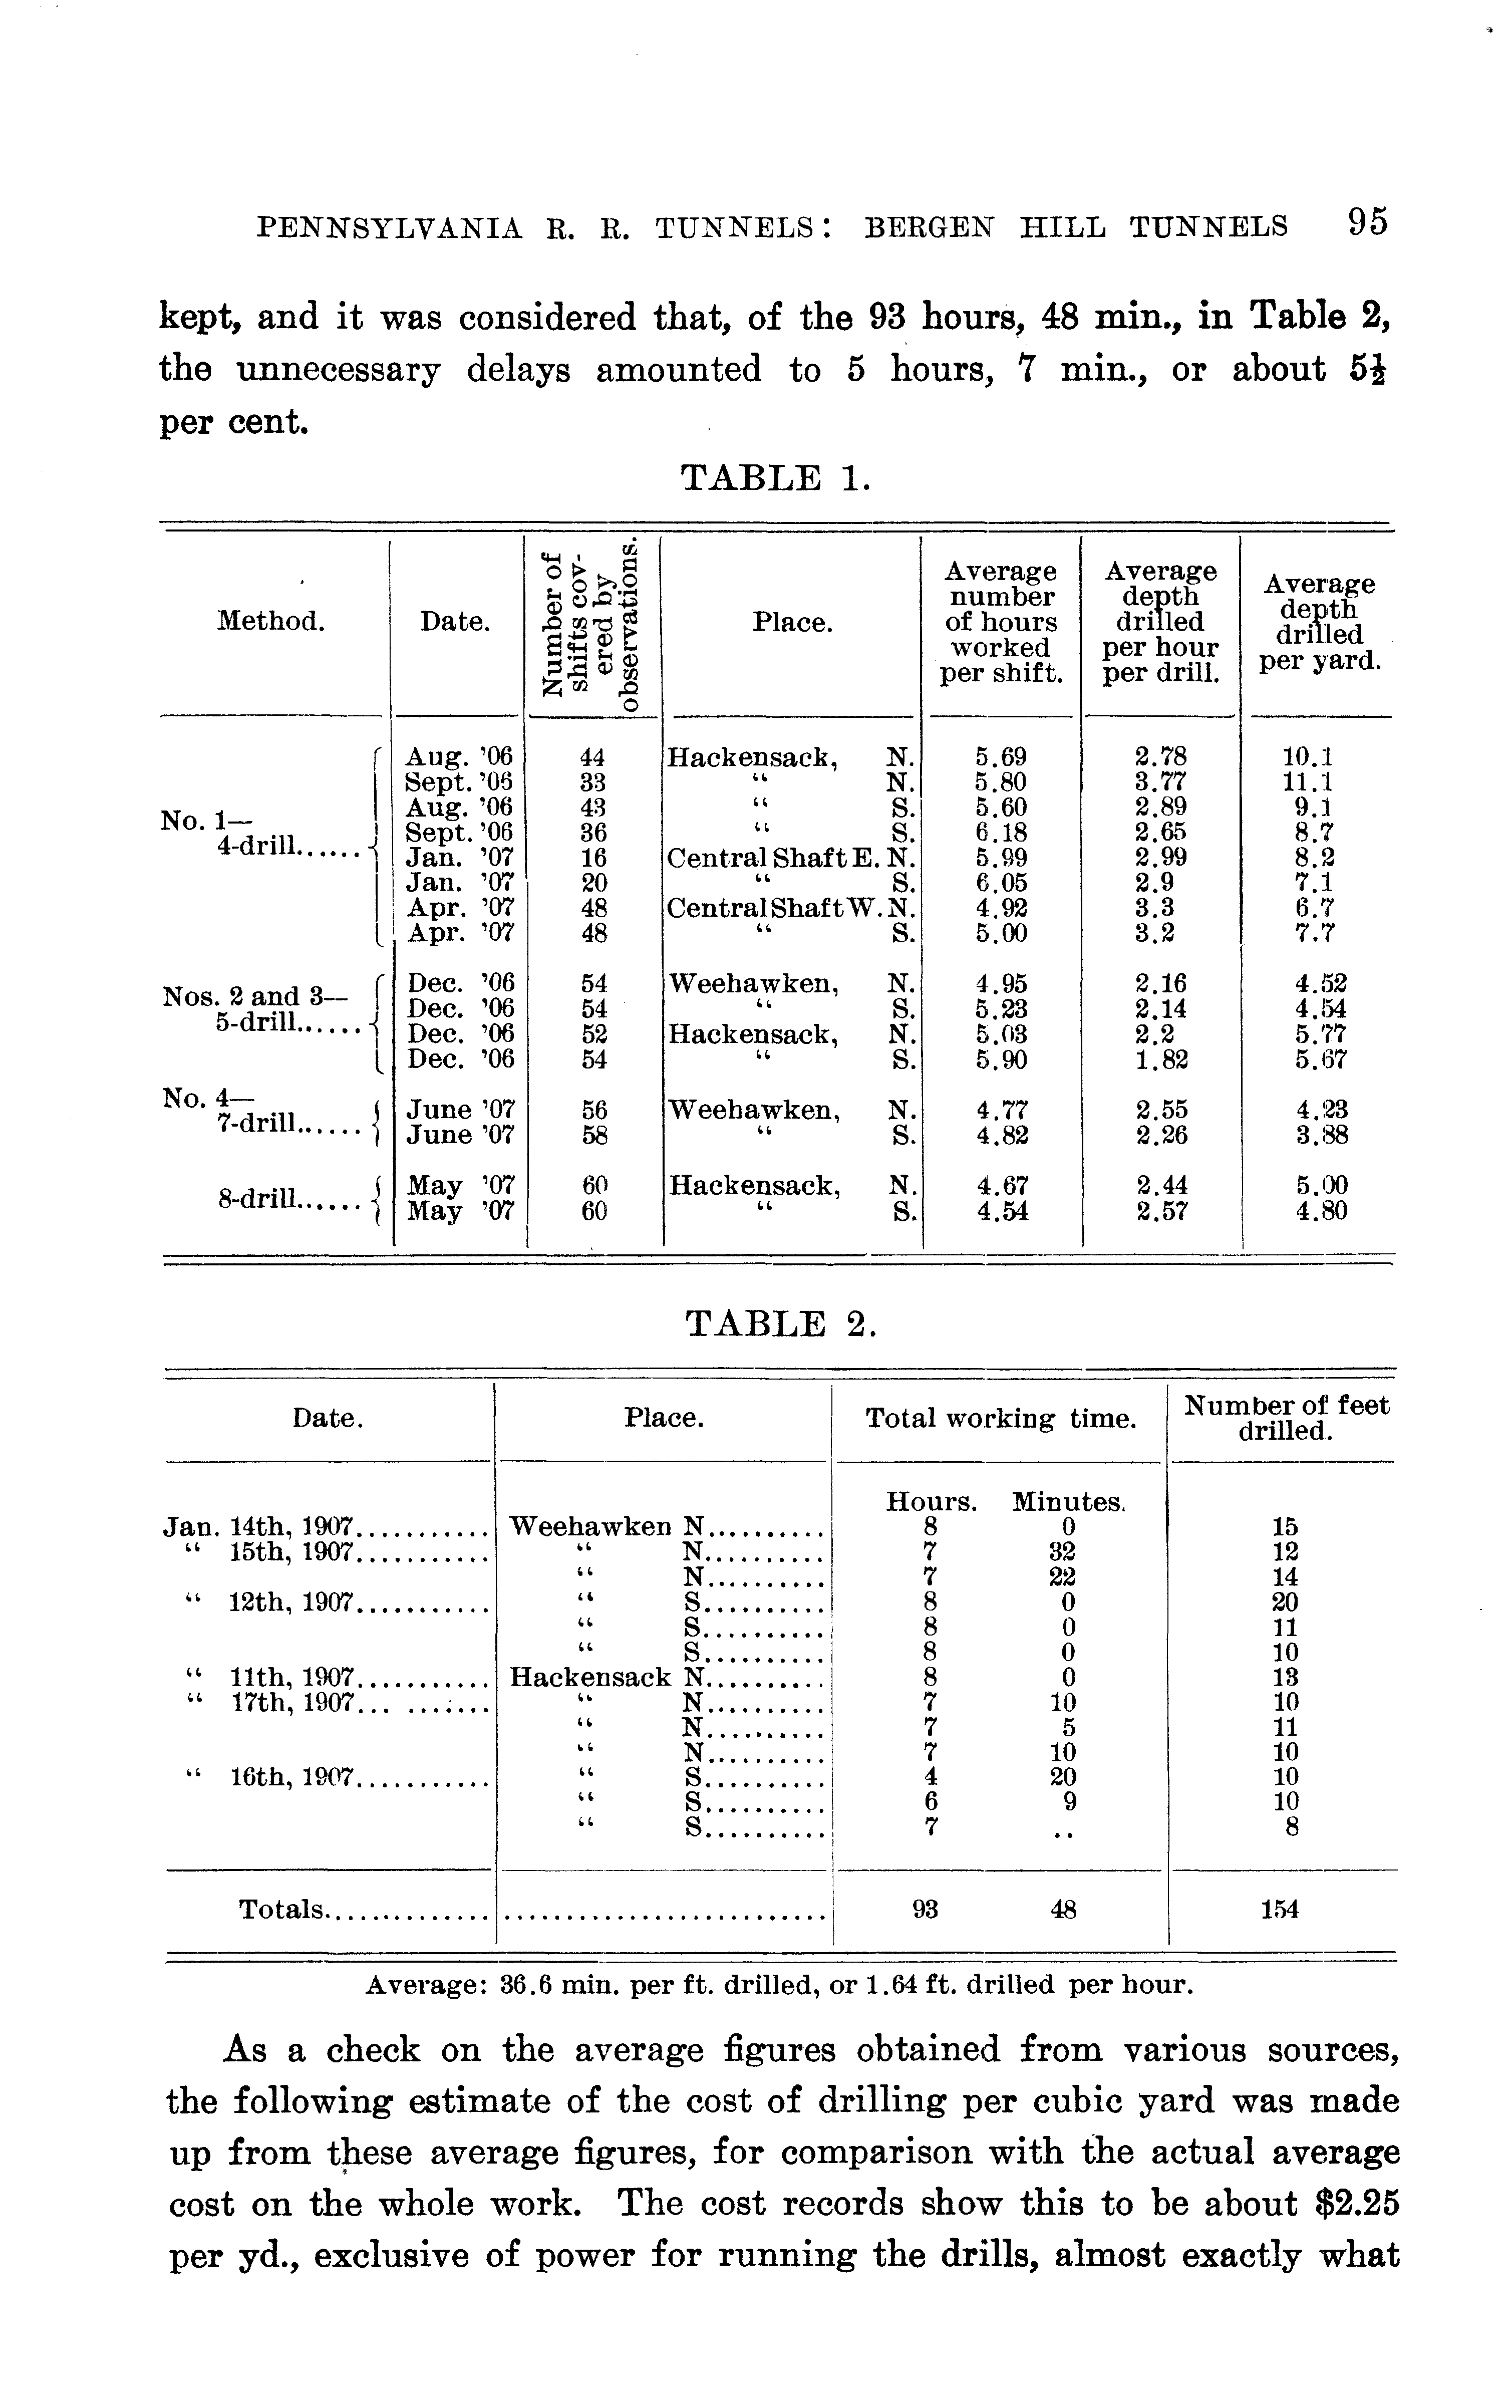 PENNSYLVANIA R. R. TUNNELS: BERGEN HILL TUNNELS 95
kept, and it was considered that, of the 93 hours, 48 min., in Table 2,
the unnecessary delays amounted to 5 hours, 7 min., or about 5½
per cent.
TABLE 1.
Method. Date. Number of shifts cov- ered by observations. Place. Average number of hours worked per shift. Average depth drilled per hour per drill. Average depth drilled per yard.
No. 1—
4-drill......
Aug. '06 44 Hackensack, N. 5.69 2.78 10.1
Sept. '06 33 “ N. 5.80 3.77 11.1
Aug. '06 43 “ S. 5.60 2.89 9.1
Sept. '06 36 “ S. 6.18 2.65 8.7
Jan. '07 16 Central Shaft E. N. 5.99 2.99 8.2
Jan. '07 20 “ S. 6.05 2.9 7.1
Apr. '07 48 Central Shaft W. N. 4.92 3.3 6.7
Apr. '07 48 “ S. 5.00 3.2 7.7
Nos. 2 and 3—
5-drill......
Dec. '06 54 Weehawken, N. 4.95 2.16 4.52
Dec. '06 54 “ S. 5.23 2.14 4.54
Dec. '06 52 Hackensack, N. 5.03 2.2 5.77
Dec. '06 54 “ S. 5.90 1.82 5.67
No. 4—
7-drill......
June '07 56 Weehawken, N. 4.77 2.55 4.23
June '07 58 “ S. 4.82 2.26 3.88
8-drill......
May '07 60 Hackensack, N. 4.67 2.44 5.00
May '07 60 “ S. 4.54 2.57 4.80
TABLE 2.
Date. Place. Total working time. Number of feet drilled.
Hours. Minutes.
Jan. 14th, 1907........... Weehawken N.......... 8 0 15
“ 15th, 1907........... “ N.......... 7 32 12
“ N.......... 7 22 14
“ 12th, 1907........... “ S.......... 8 0 20
“ S.......... 8 0 11
“ S.......... 8 0 10
“ 11th, 1907........... Hackensack N.......... 8 0 13
“ 17th, 1907... ....... “ N.......... 7 10 10
“ N.......... 7 5 11
“ N.......... 7 10 10
“ 16th, 1907........... “ S.......... 4 20 10
“ S.......... 6 9 10
“ S.......... 7 .. 8
Totals............. .......................... 93 48 154
Average: 36.6 min. per ft. drilled, or 1.64 ft. drilled per hour.
As a check on the average figures obtained from various sources,
the following estimate of the cost of drilling per cubic yard was made
up from these average figures, for comparison with the actual average
cost on the whole work. The cost records show this to be about $2.25
per yd., exclusive of power for running the drills, almost exactly what